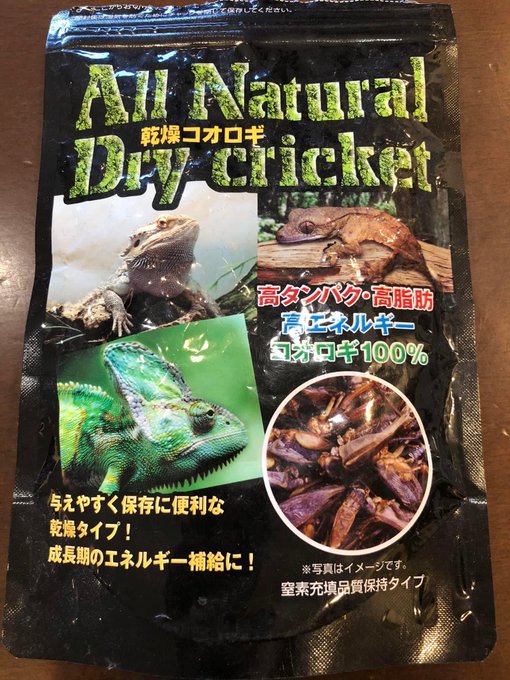 All Natural
乾燥コオロギ
Dry cricket
高タンパク・高脂肪
高エネルギー
コオロギ100%
与えやすく保存に便利な
乾燥タイプ！
成長期のエネルギー補給に！
※写真はイメージです。
窒素充填品質保持タイプ